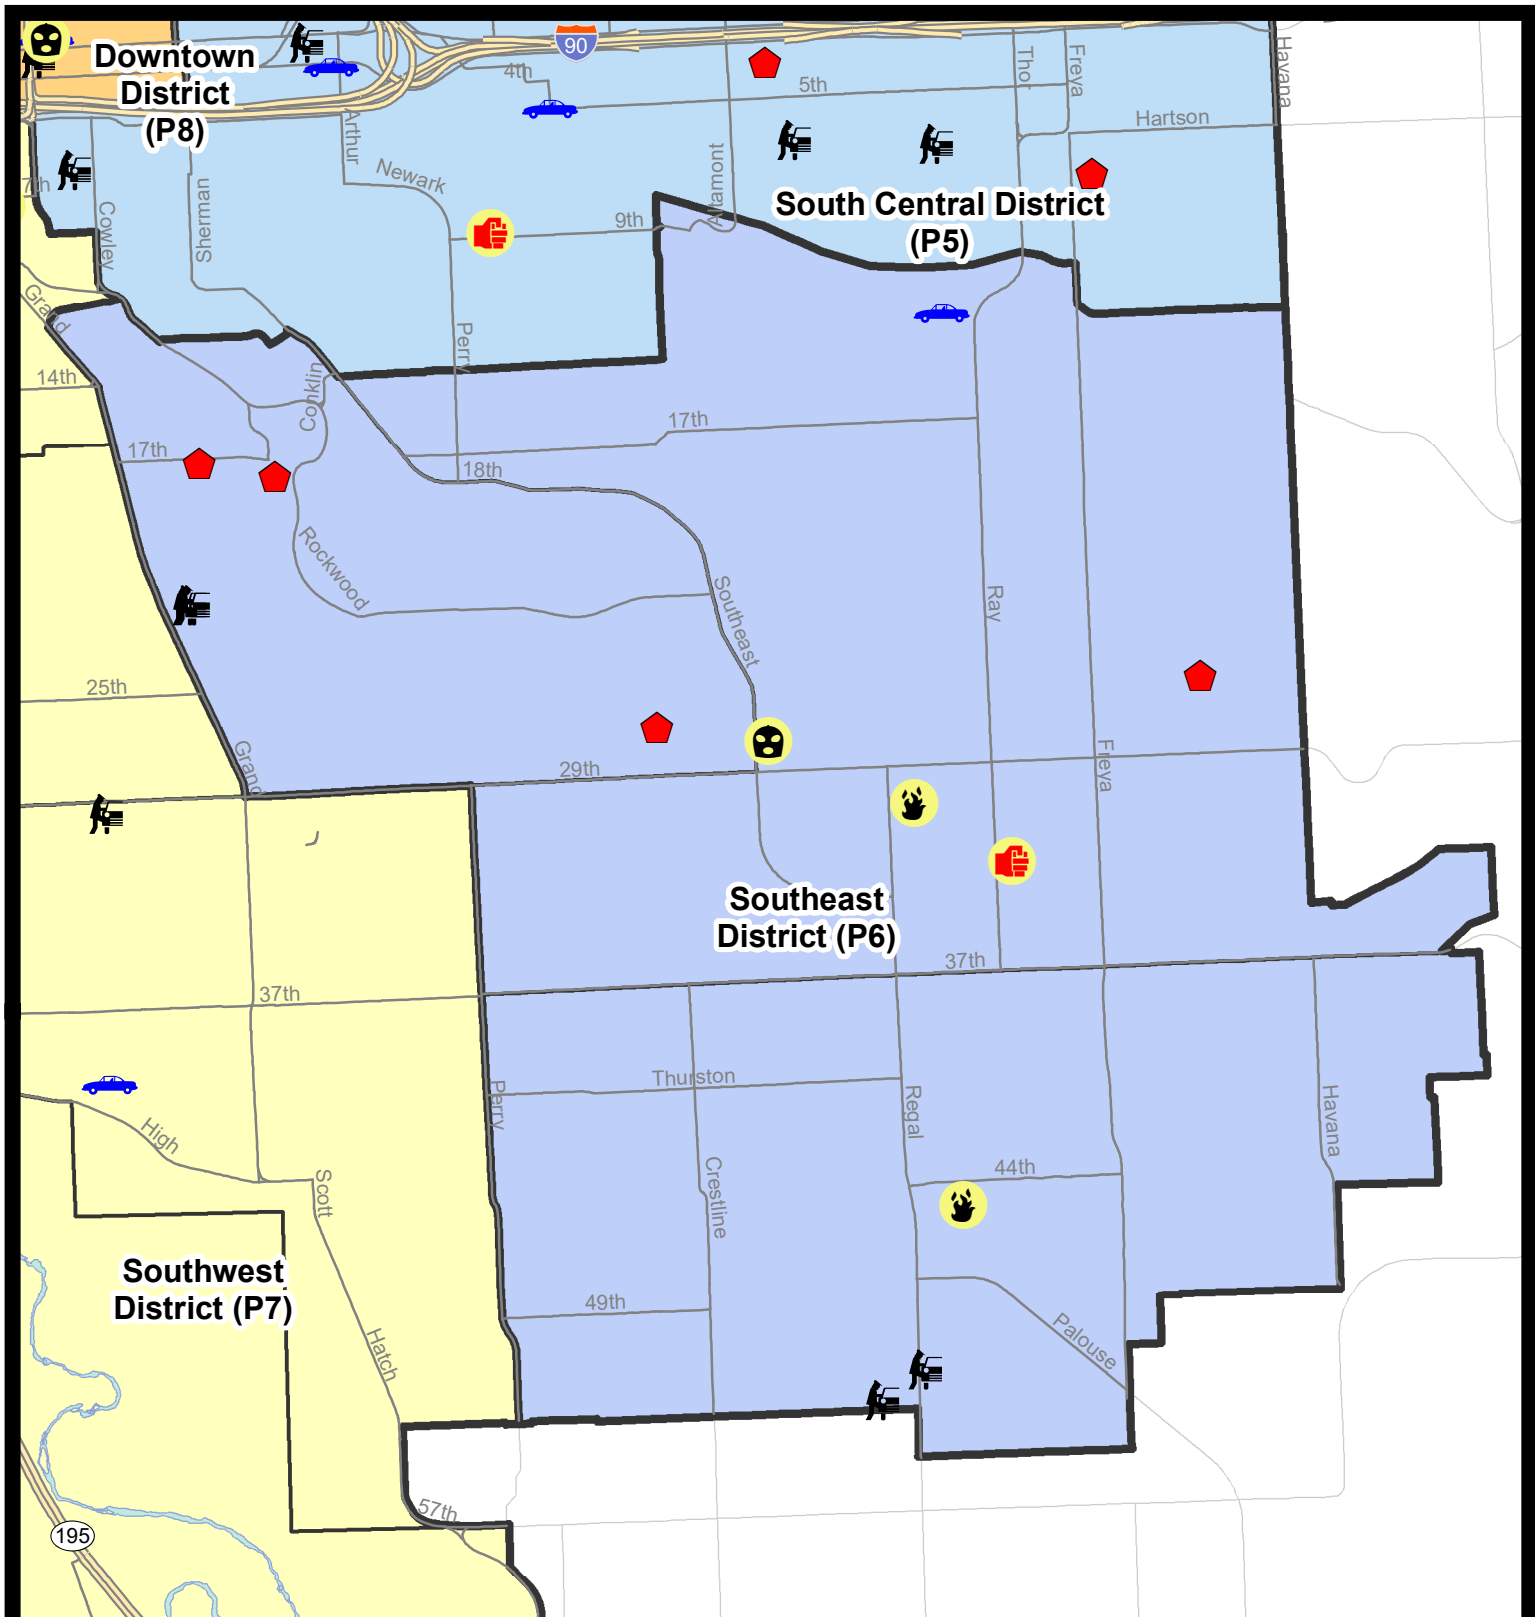 90
Havana
Downtown
District
(P8)
4th
5th
Thor
Freya
Hartson
Arthur
Newark
Altamont
7th
Cowley
Sherman
9th
South Central District
(P5)
Grand
Perry
14th
Conklin
17th
17th
18th
Rockwood
Southeast
Ray
25th
Grand
29th
Freya
Southeast
District (P6)
37th
37th
Thurston
Perry
Regal
Havana
High
Scott
Crestline
44th
Southwest
District (P7)
49th
Palouse
Hatch
57th
195